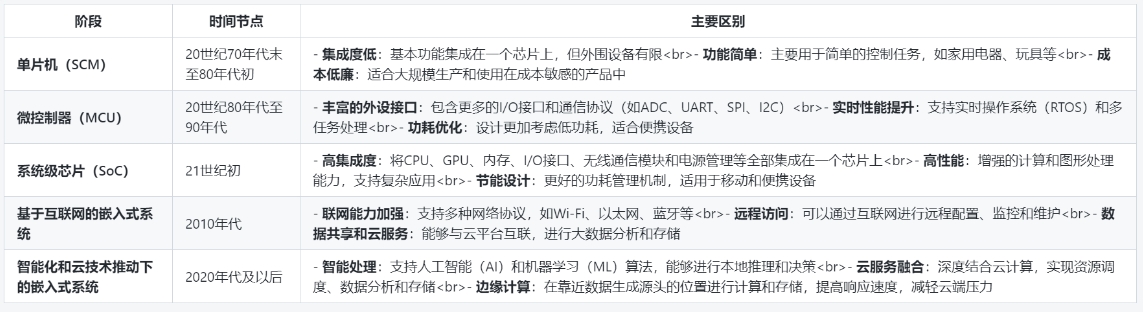 阶段 时间节点 主要区别
单片机（SCM） 20世纪70年代末至80年代初 - 集成度低：基本功能集成在一个芯片上，但外围设备有限<br>- 功能简单：主要用于简单的控制任务，如家用电器、玩具等<br>- 成
本低廉：适合大规模生产和使用在成本敏感的产品中
微控制器（MCU） 20世纪80年代至90年代 - 丰富的外设接口：包含更多的I/O接口和通信协议（如ADC、UART、SPI、I2C）<br>- 实时性能提升：支持实时操作系统（RTOS）和多
任务处理<br>- 功耗优化：设计更加考虑低功耗，适合便携设备
系统级芯片（SoC） 21世纪初 - 高集成度：将CPU、GPU、内存、I/O接口、无线通信模块和电源管理等全部集成在一个芯片上<br>- 高性能：增强的计算和图形处理
能力，支持复杂应用<br>- 节能设计：更好的功耗管理机制，适用于移动和便携设备
基于互联网的嵌入式系统 2010年代 - 联网能力加强：支持多种网络协议，如Wi-Fi、以太网、蓝牙等<br>- 远程访问：可以通过互联网进行远程配置、监控和维护<br>- 数
据共享和云服务：能够与云平台互联，进行大数据分析和存储
智能化和云技术推动下的嵌入式系统 2020年代及以后 - 智能处理：支持人工智能（AI）和机器学习（ML）算法，能够进行本地推理和决策<br>- 云服务融合：深度结合云计算，实现资源调
度、数据分析和存储<br>- 边缘计算：在靠近数据生成源头的位置进行计算和存储，提高响应速度，减轻云端压力